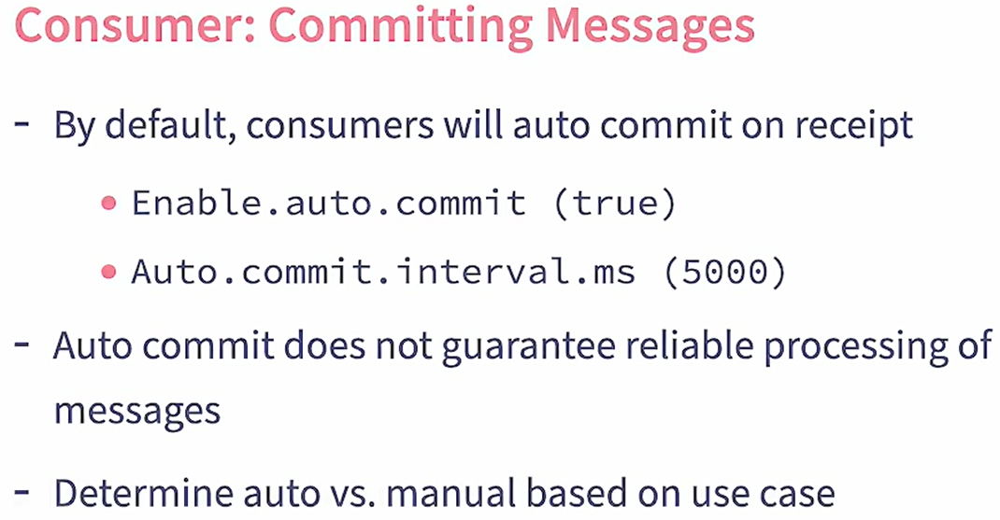 Consumer: Committing Messages
- By default, consumers will auto commit on receipt
• Enable.auto.commit (true)
• Auto.commit.interval.ms (5000)
- Auto commit does not guarantee reliable processing of
messages
- Determine auto vs. manual based on use case